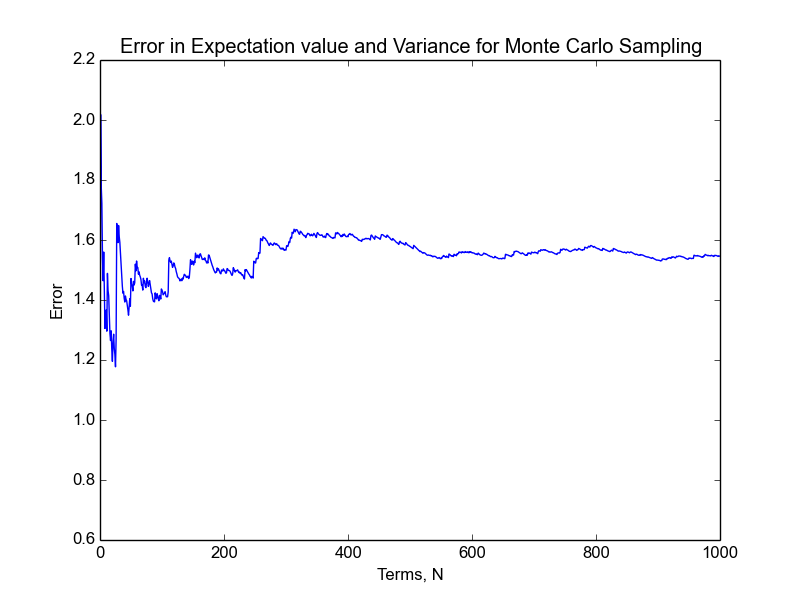 Error in Expectation value and Variance for Monte Carlo Sampling
2.2
2.0
1.8
1.6
1.4
1.2
1.0
0.8
0.6
Error
0 200 400 600 800 1000
Terms, N